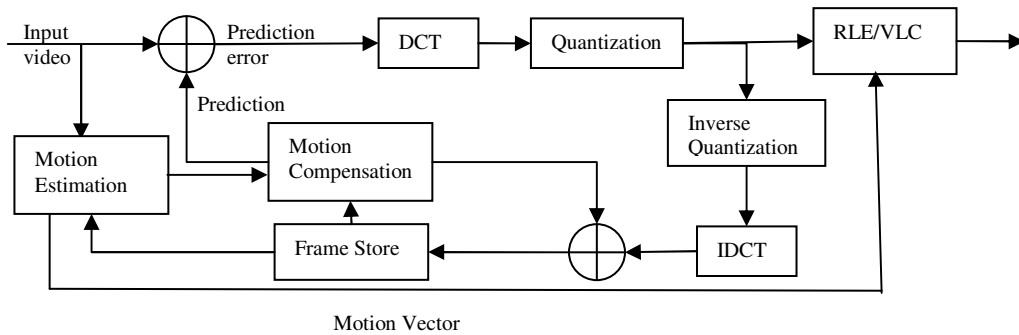 Input
video
Prediction
error
DCT
Quantization
RLE/VLC
Prediction
Motion
Estimation
Motion
Compensation
Inverse
Quantization
Frame Store
IDCT
Motion Vector